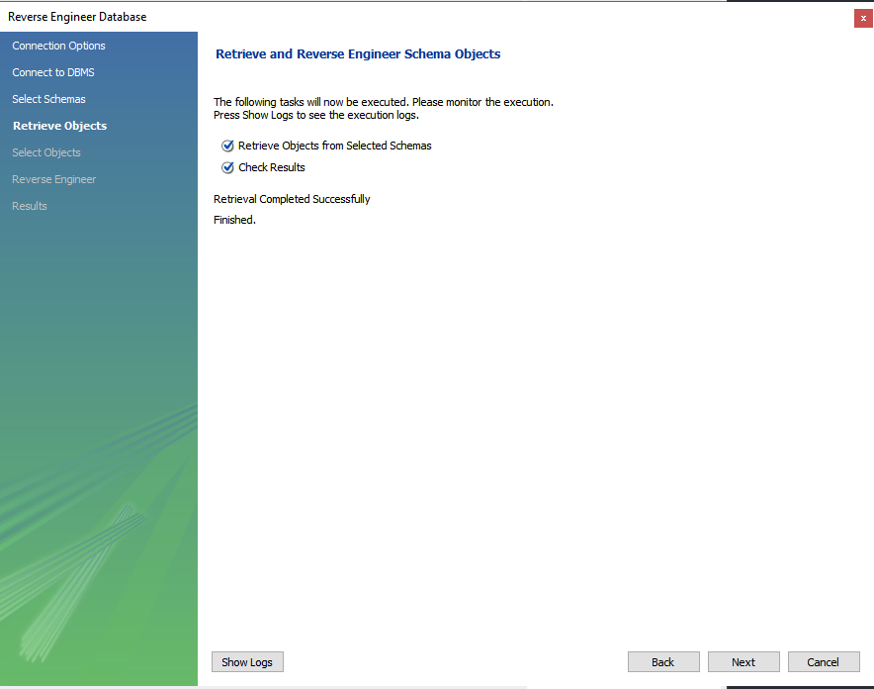 Reverse Engineer Database
x
Connection Options
Connect to DBMS
Select Schemas
Retrieve Objects
Select Objects
Reverse Engineer
Results
Retrieve and Reverse Engineer Schema Objects
The following tasks will now be executed. Please monitor the execution.
Press Show Logs to see the execution logs.
Retrieve Objects from Selected Schemas
Check Results
Retrieval Completed Successfully
Finished.
Show Logs
Back
Next
Cancel